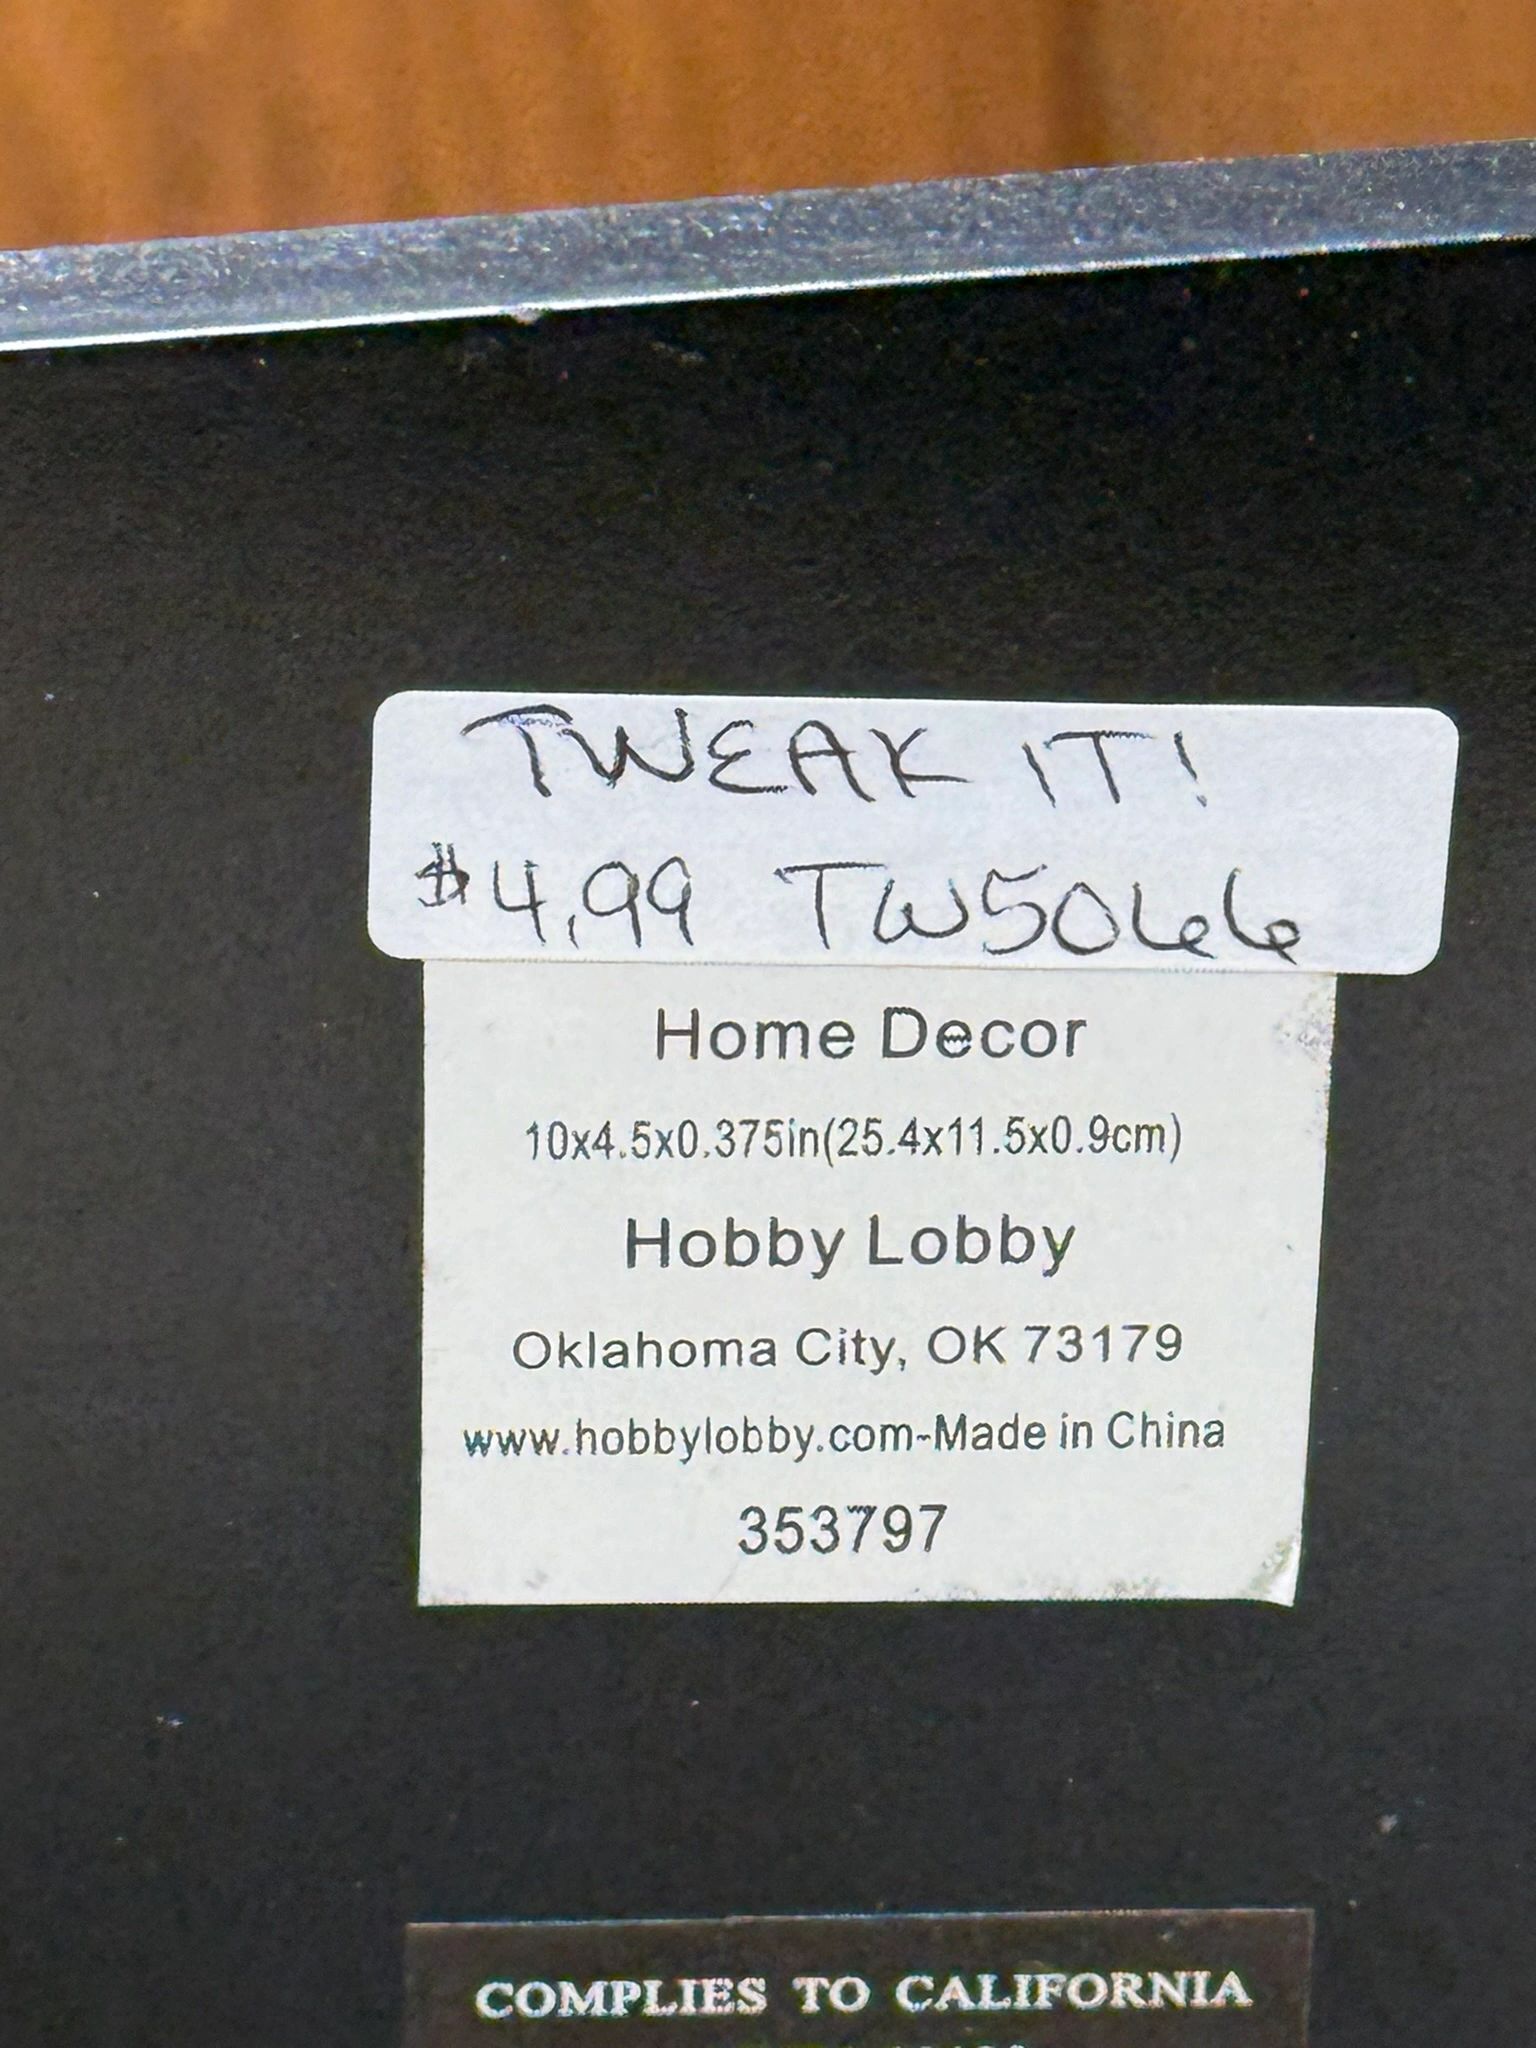 TWEAK IT!
$4.99 TW5066
Home Decor
10x4.5x0.375in(25.4x11.5x0.9cm)
Hobby Lobby
Oklahoma City, OK 73179
www.hobbylobby.com-Made in China
353797
COMPLIES TO CALIFORNIA